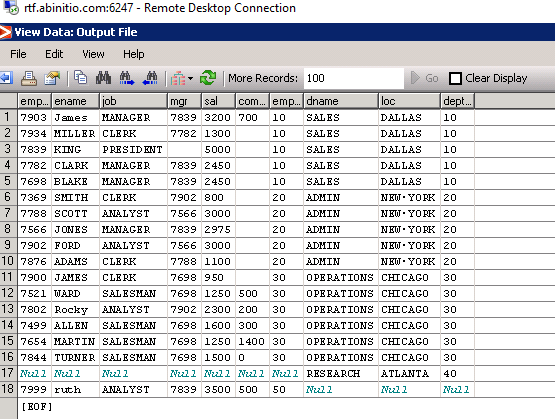 rtf.abinitio.com:6247 - Remote Desktop Connection
View Data: Output File
File Edit View Help
More Records: 100 Go Clear Display
emp... ename job mgr sal com... emp... dname loc dept...
1 7903 James MANAGER 7839 3200 700 10 SALES DALLAS 10
2 7934 MILLER CLERK 7782 1300 10 SALES DALLAS 10
3 7839 KING PRESIDENT 5000 10 SALES DALLAS 10
4 7782 CLARK MANAGER 7839 2450 10 SALES DALLAS 10
5 7698 BLAKE MANAGER 7839 2450 10 SALES DALLAS 10
6 7369 SMITH CLERK 7902 800 20 ADMIN NEW·YORK 20
7 7788 SCOTT ANALYST 7566 3000 20 ADMIN NEW·YORK 20
8 7566 JONES MANAGER 7839 2975 20 ADMIN NEW·YORK 20
9 7902 FORD ANALYST 7566 3000 20 ADMIN NEW·YORK 20
10 7876 ADAMS CLERK 7788 1100 20 ADMIN NEW·YORK 20
11 7900 JAMES CLERK 7698 950 30 OPERATIONS CHICAGO 30
12 7521 WARD SALESMAN 7698 1250 500 30 OPERATIONS CHICAGO 30
13 7802 Rocky ANALYST 7902 2300 200 30 OPERATIONS CHICAGO 30
14 7499 ALLEN SALESMAN 7698 1600 300 30 OPERATIONS CHICAGO 30
15 7654 MARTIN SALESMAN 7698 1250 1400 30 OPERATIONS CHICAGO 30
16 7844 TURNER SALESMAN 7698 1500 0 30 OPERATIONS CHICAGO 30
17 Null Null Null Null Null Null Null RESEARCH ATLANTA 40
18 7999 ruth ANALYST 7839 3500 500 50 Null Null Null
[EOF]